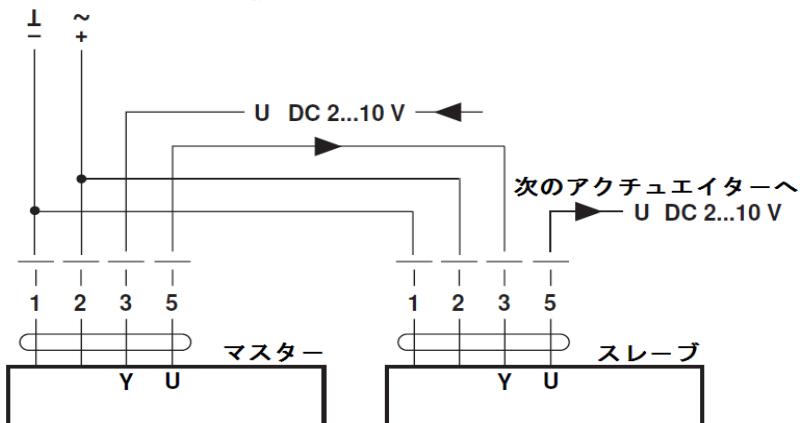 ⊥ ~
− +
U DC 2...10 V
次のアクチュエイターへ
U DC 2...10 V
1 2 3 5
1 2 3 5
マスター
スレーブ
Y U
Y U